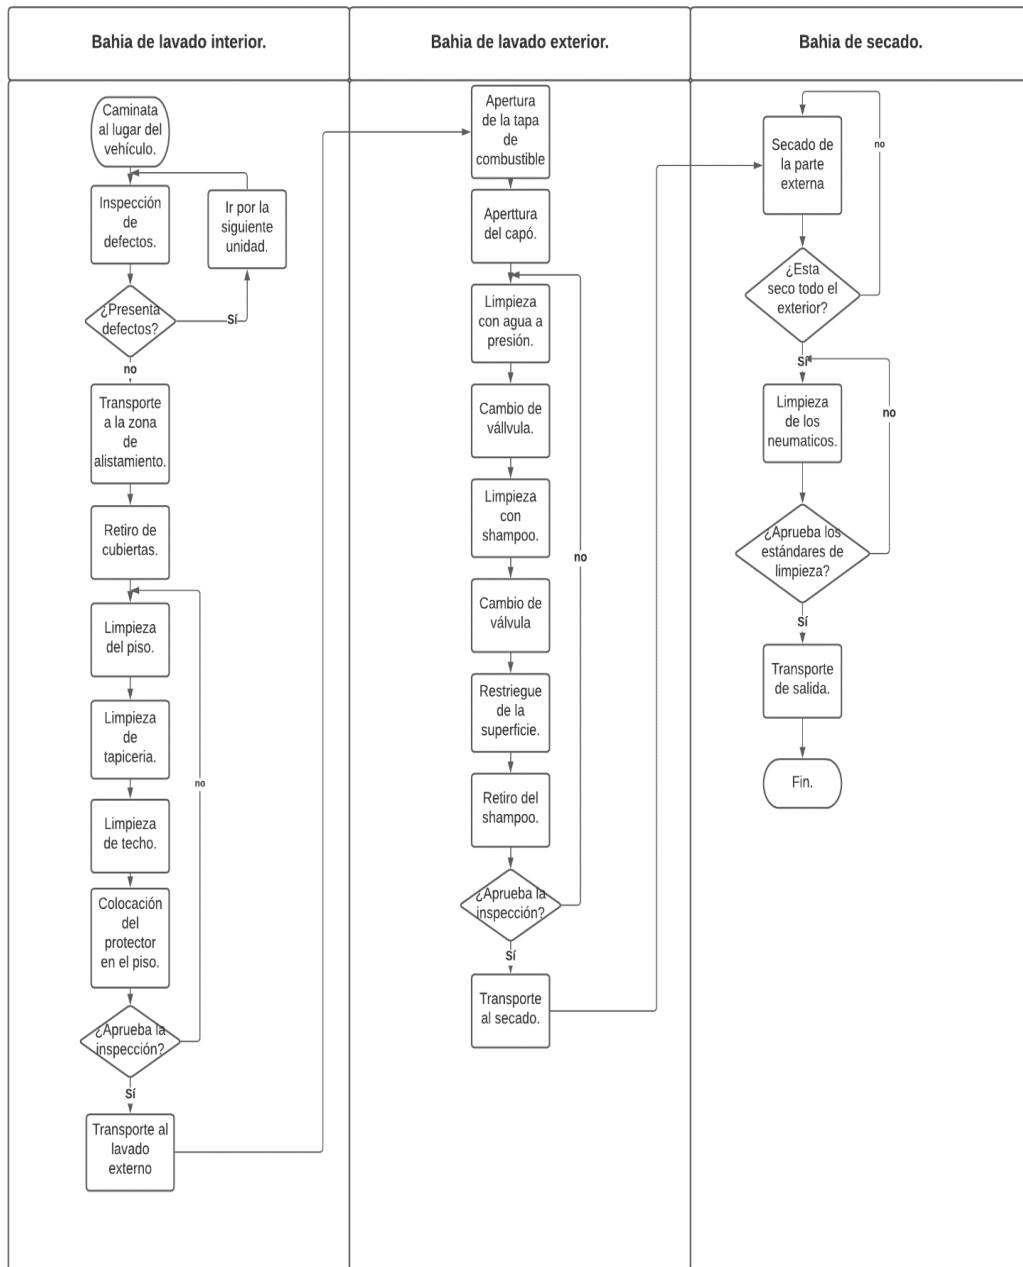 Bahia de lavado interior.
Bahia de lavado exterior.
Bahia de secado.
Caminata
al lugar del
vehículo.
Inspección
de
defectos.
Ir por la
siguiente
unidad.
¿Presenta
defectos?
Sí
no
Transporte
a la zona
de
alistamiento.
Retiro de
cubiertas.
Limpieza
del piso.
Limpieza
de
tapiceria.
no
Limpieza
de techo.
Colocación
del
protector
en el piso.
¿Aprueba la
inspección?
Sí
Transporte al
lavado
externo
Apertura
de la tapa
de
combustible
Aperttura
del capó.
Limpieza
con agua a
presión.
Cambio de
vállvula.
Limpieza
con
shampoo.
no
Cambio de
válvula
Restriegue
de la
superficie.
Retiro del
shampoo.
¿Aprueba la
inspección?
Sí
Transporte
al secado.
Secado de
la parte
externa
no
¿Esta
seco todo el
exterior?
Sí
Limpieza
de los
neumaticos.
no
¿Aprueba los
estándares de
limpieza?
Sí
Transporte
de salida.
Fin.